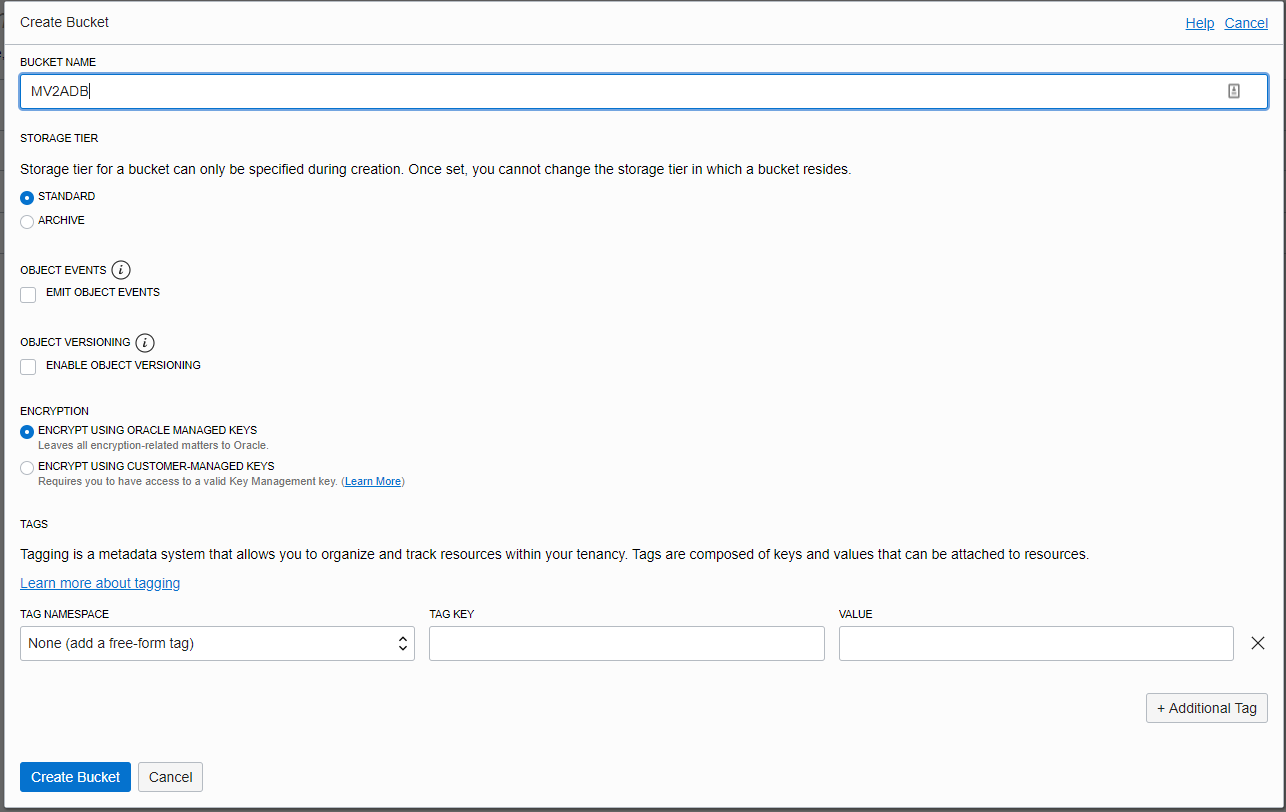 Create Bucket
Help Cancel
BUCKET NAME
MV2ADB
STORAGE TIER
Storage tier for a bucket can only be specified during creation. Once set, you cannot change the storage tier in which a bucket resides.
STANDARD
ARCHIVE
OBJECT EVENTS i
EMIT OBJECT EVENTS
OBJECT VERSIONING i
ENABLE OBJECT VERSIONING
ENCRYPTION
ENCRYPT USING ORACLE MANAGED KEYS
Leaves all encryption-related matters to Oracle.
ENCRYPT USING CUSTOMER-MANAGED KEYS
Requires you to have access to a valid Key Management key. (Learn More)
TAGS
Tagging is a metadata system that allows you to organize and track resources within your tenancy. Tags are composed of keys and values that can be attached to resources.
Learn more about tagging
TAG NAMESPACE TAG KEY VALUE
None (add a free-form tag)
+ Additional Tag
Create Bucket Cancel